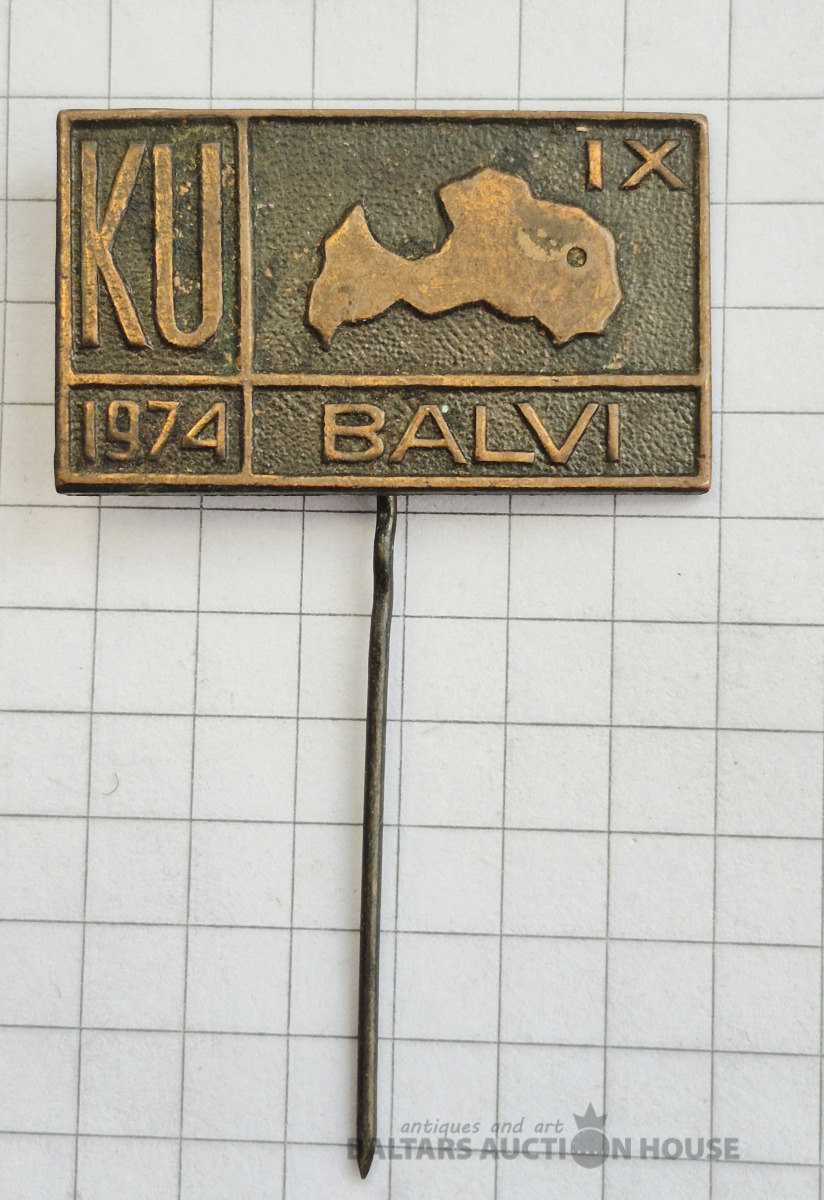 KU
IX
1974
BALVI
antiques and art
BALTARS AUCTION HOUSE